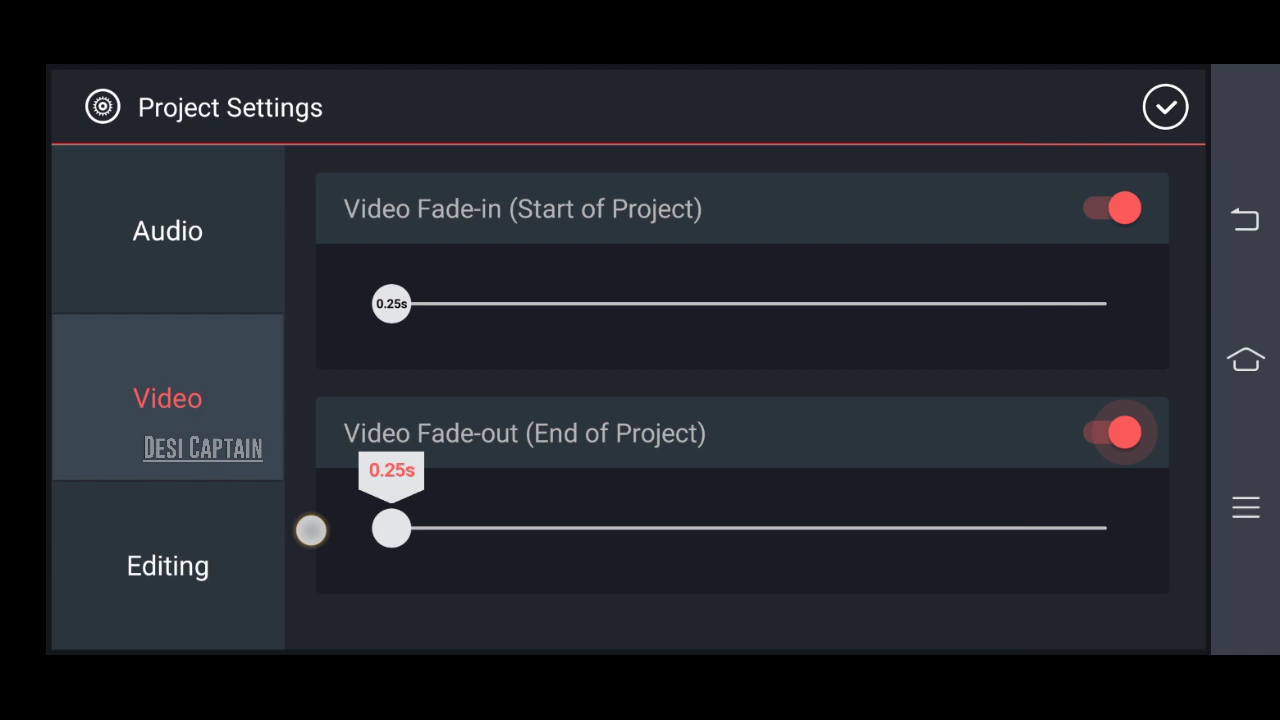 Project Settings
Audio
Video
DESI CAPTAIN
Editing
Video Fade-in (Start of Project)
0.25s
Video Fade-out (End of Project)
0.25s